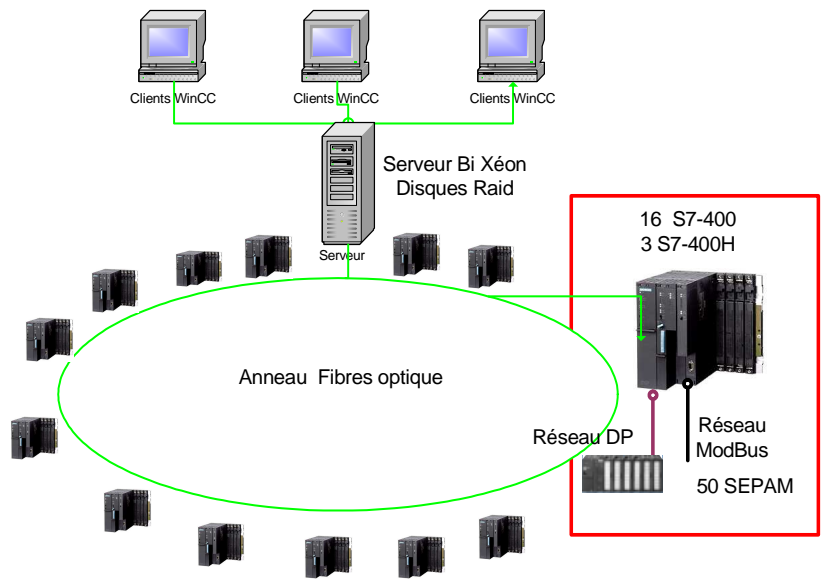 Clients WinCC
Clients WinCC
Clients WinCC
Serveur Bi Xéon
Disques Raid
Serveur
16 S7-400
3 S7-400H
Anneau Fibres optique
Réseau DP
Réseau
ModBus
50 SEPAM